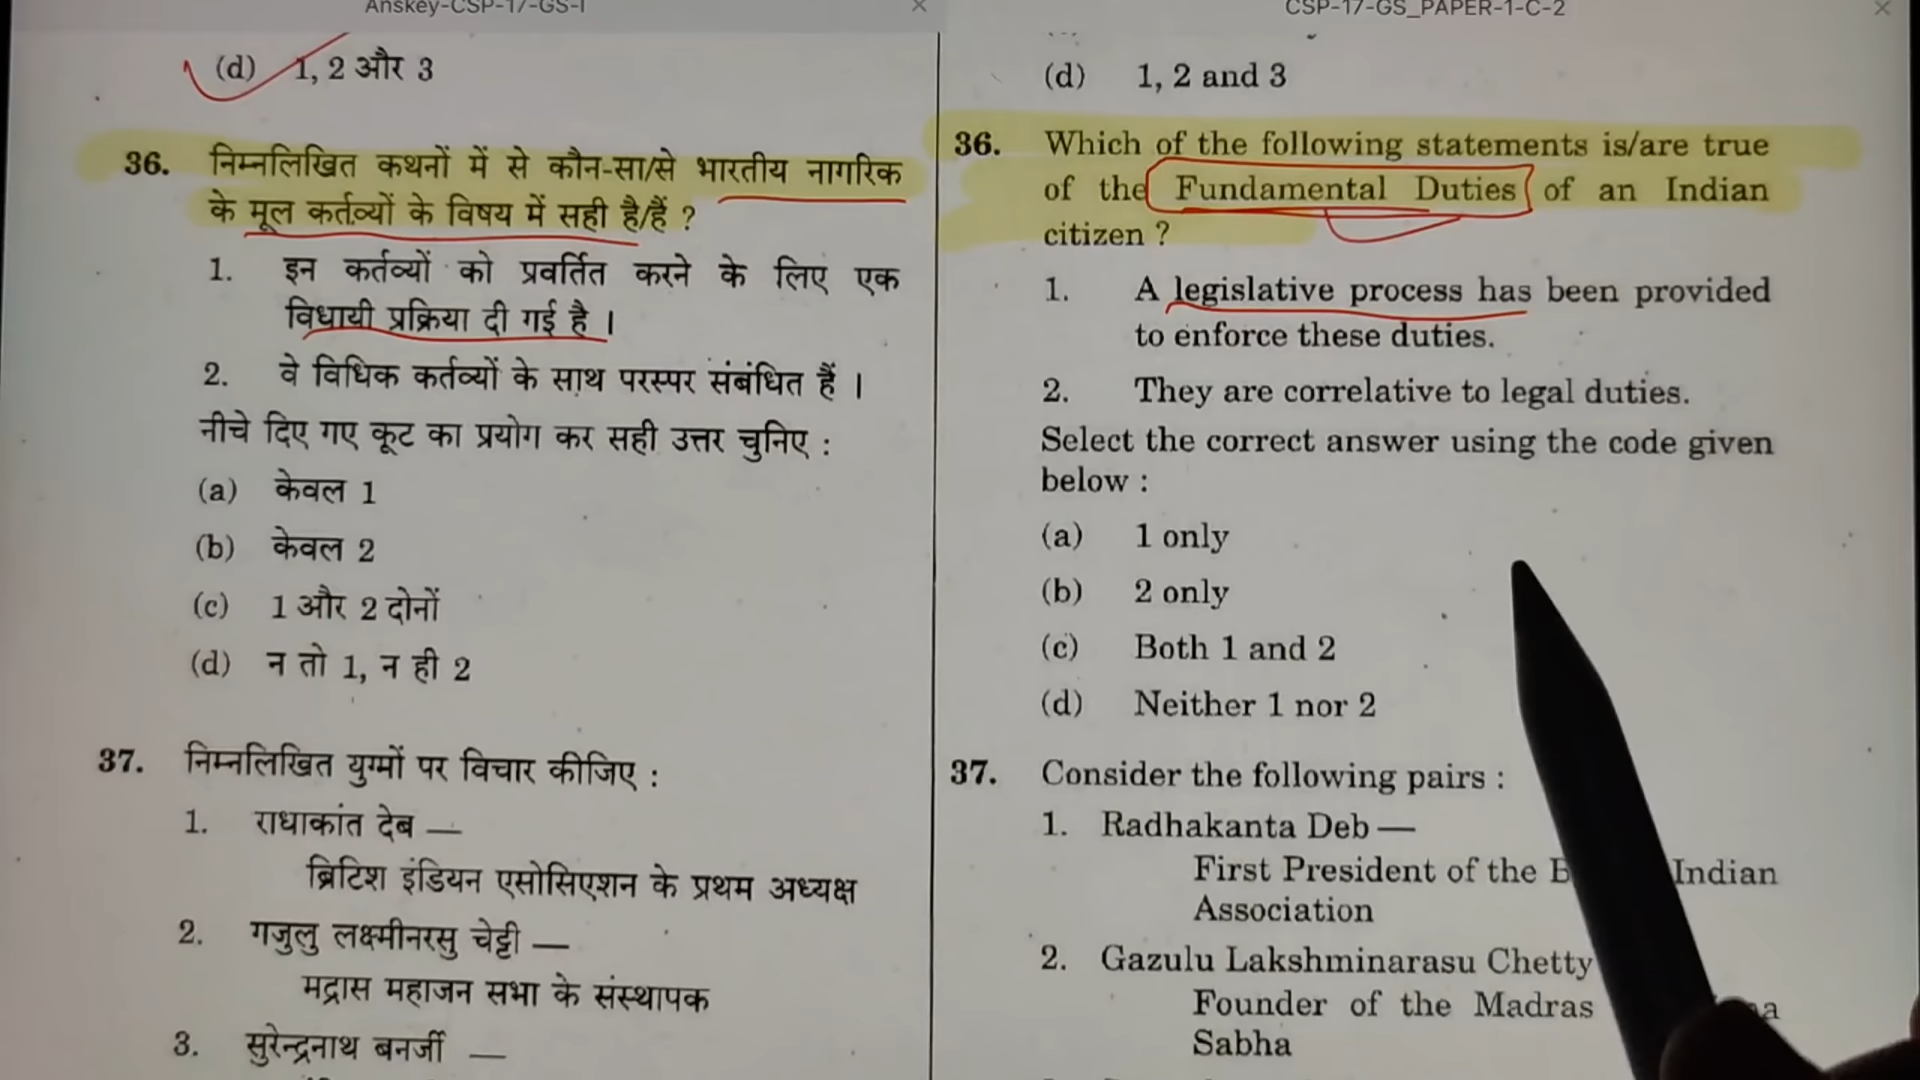 Anskey-CSP-17-GS-I
CSP-17-GS_PAPER-1-C-2
(d) 1, 2 और 3
36. निम्नलिखित कथनों में से कौन-सा/से भारतीय नागरिक
के मूल कर्तव्यों के विषय में सही है/हैं ?
1. इन कर्तव्यों को प्रवर्तित करने के लिए एक
विधायी प्रक्रिया दी गई है ।
2. वे विधिक कर्तव्यों के साथ परस्पर संबंधित हैं ।
नीचे दिए गए कूट का प्रयोग कर सही उत्तर चुनिए :
(a) केवल 1
(b) केवल 2
(c) 1 और 2 दोनों
(d) न तो 1, न ही 2
37. निम्नलिखित युग्मों पर विचार कीजिए :
1. राधाकांत देब —
ब्रिटिश इंडियन एसोसिएशन के प्रथम अध्यक्ष
2. गजुलु लक्ष्मीनरसु चेट्टी —
मद्रास महाजन सभा के संस्थापक
3. सुरेन्द्रनाथ बनर्जी —
(d) 1, 2 and 3
36. Which of the following statements is/are true
of the Fundamental Duties of an Indian
citizen ?
1. A legislative process has been provided
to enforce these duties.
2. They are correlative to legal duties.
Select the correct answer using the code given
below :
(a) 1 only
(b) 2 only
(c) Both 1 and 2
(d) Neither 1 nor 2
37. Consider the following pairs :
1. Radhakanta Deb —
First President of the Indian
Association
2. Gazulu Lakshminarasu Chetty
Founder of the Madras
Sabha